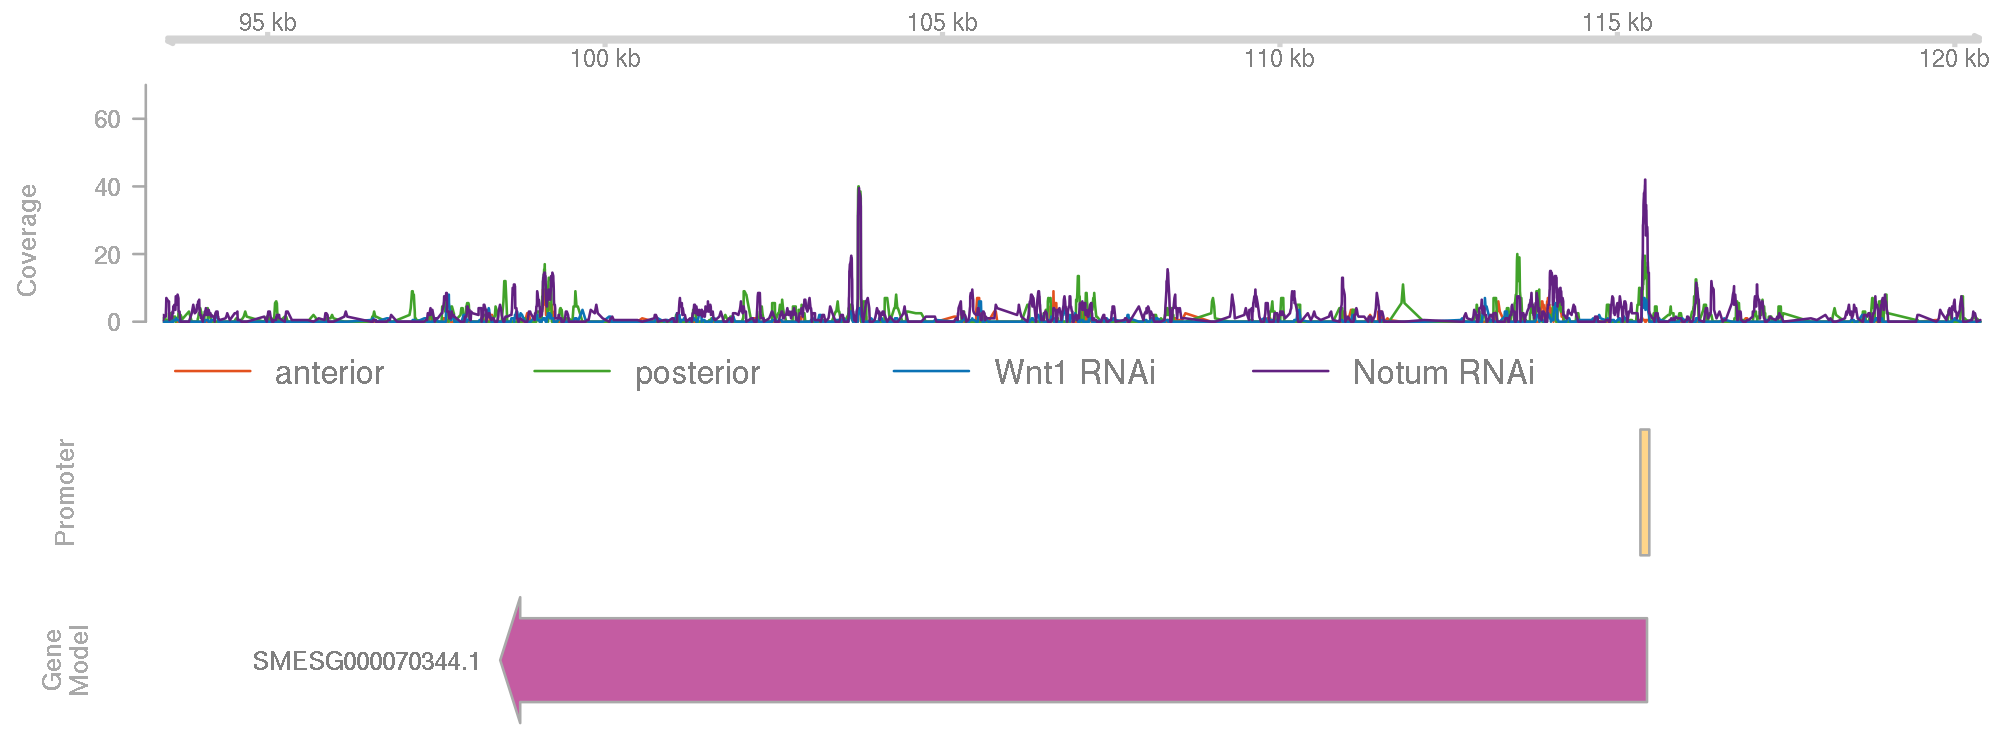 95 kb
105 kb
115 kb
100 kb
110 kb
120 kb
60
40
20
0
Coverage
anterior
posterior
Wnt1 RNAi
Notum RNAi
Promoter
Gene
Model
SMESG000070344.1